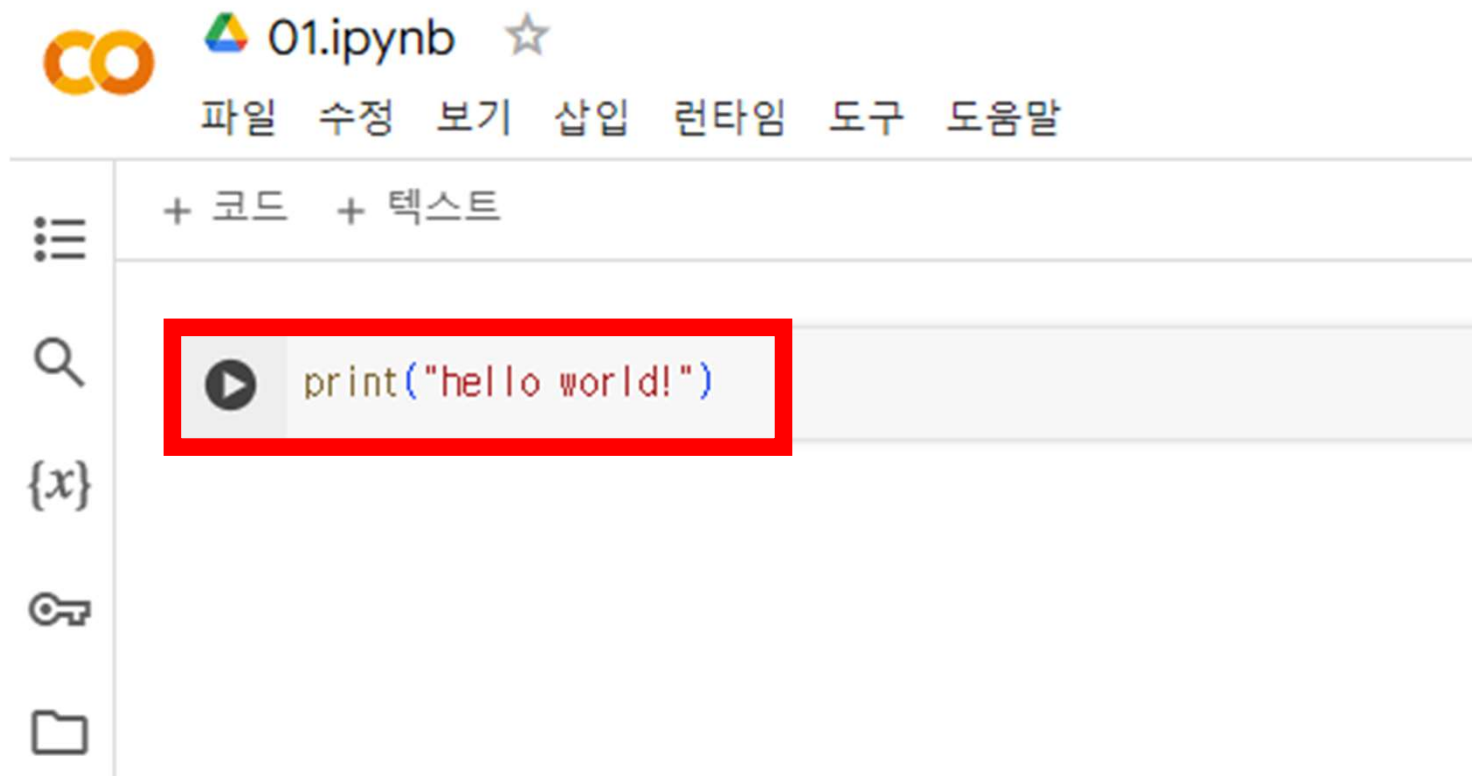 01.ipynb
파일 수정 보기 삽입 런타임 도구 도움말
+ 코드 + 텍스트
print("hello world!")
{x}